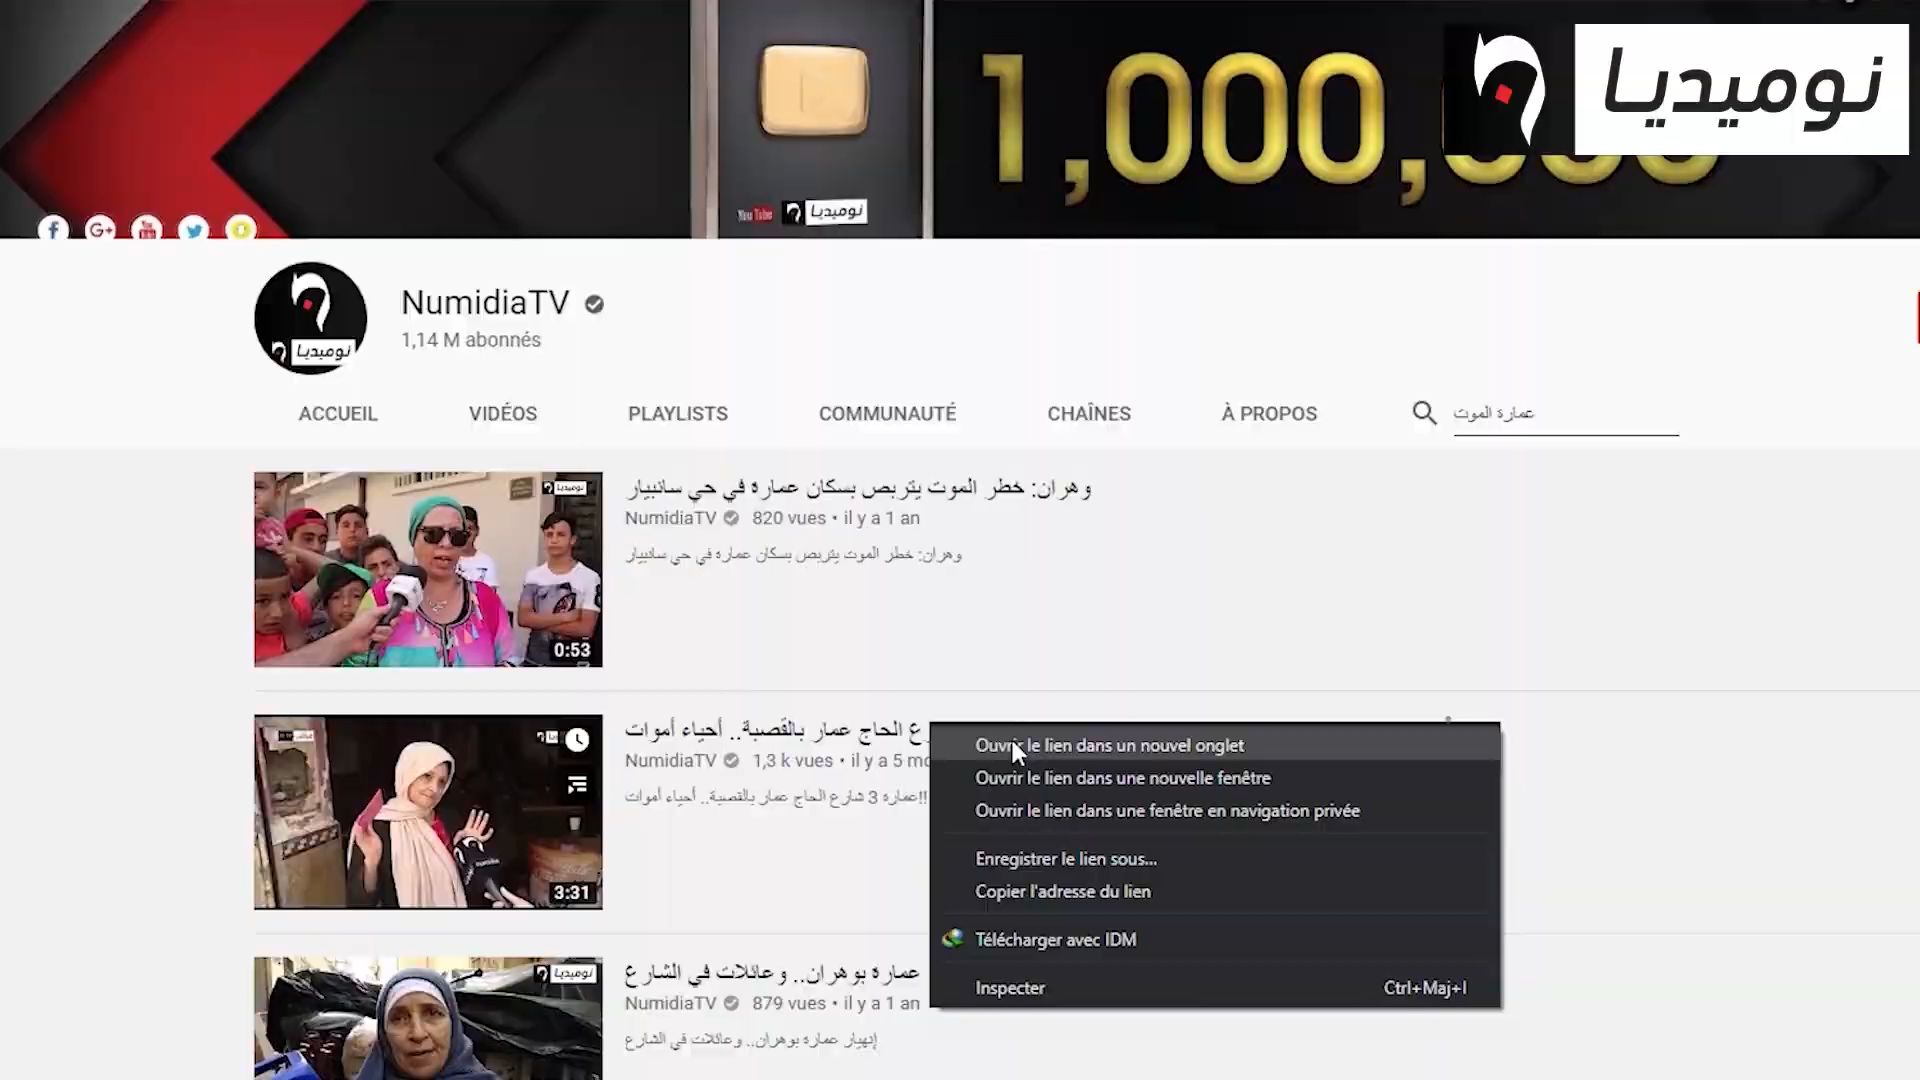 نوميديا
YouTube
نوميديا
NumidiaTV
1,14 M abonnés
نوميديا
ACCUEIL
VIDÉOS
PLAYLISTS
COMMUNAUTÉ
CHAÎNES
À PROPOS
عمارة الموت
نوميديا
0:53
وهران: خطر الموت يتربص بسكان عمارة في حي سانبيار
NumidiaTV 820 vues • il y a 1 an
وهران: خطر الموت يتربص بسكان عمارة في حي سانبيار
numidia
3:31
ع الحاج عمار بالقصبة.. أحياء أموات
NumidiaTV 1,3 k vues • il y a 5 mo
عمارة 3 شارع الحاج عمار بالقصبة.. أحياء أموات!!
Ouvrir le lien dans un nouvel onglet
Ouvrir le lien dans une nouvelle fenêtre
Ouvrir le lien dans une fenêtre en navigation privée
Enregistrer le lien sous...
Copier l'adresse du lien
Télécharger avec IDM
Inspecter Ctrl+Maj+I
نوميديا
عمارة بوهران.. وعائلات في الشارع
NumidiaTV 879 vues • il y a 1 an
إنهيار عمارة بوهران.. وعائلات في الشارع